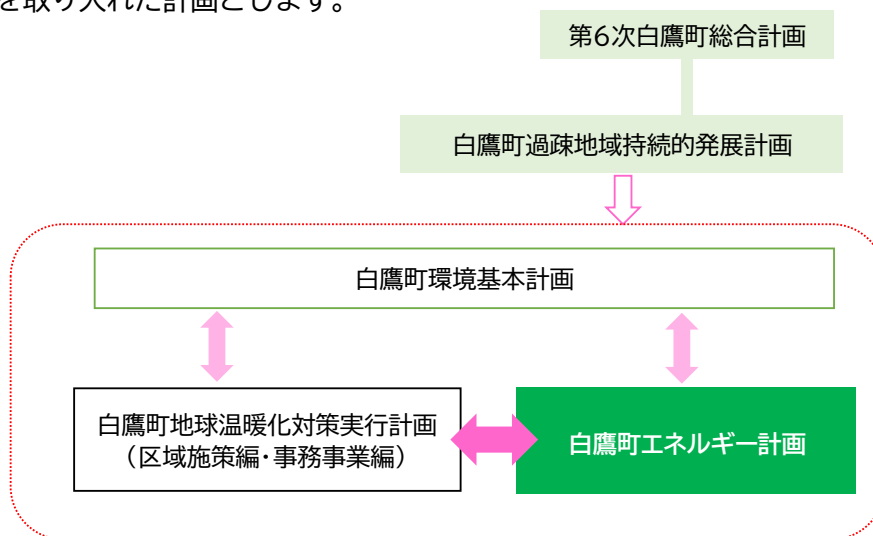 を取り入れた計画とします。
第6次白鷹町総合計画
白鷹町過疎地域持続的発展計画
白鷹町環境基本計画
白鷹町地球温暖化対策実行計画
（区域施策編・事務事業編）
白鷹町エネルギー計画